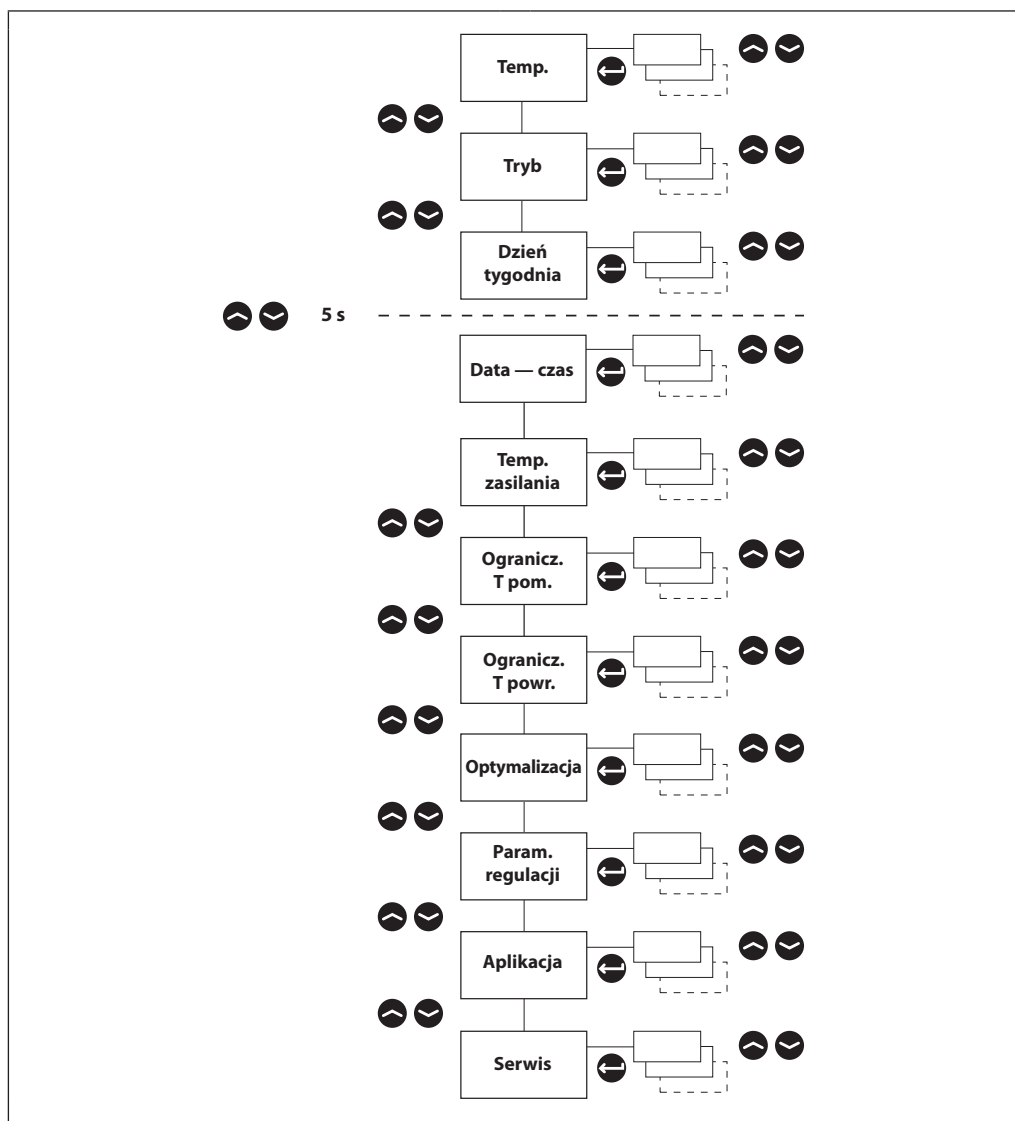 Temp.
Tryb
Dzień
tygodnia
5 s
Data — czas
Temp.
zasilania
Ogranicz.
T pom.
Ogranicz.
T powr.
Optymalizacja
Param.
regulacji
Aplikacja
Serwis